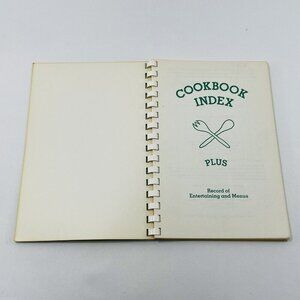 COOKBOOK
INDEX
PLUS
Record of
Entertaining and Menus